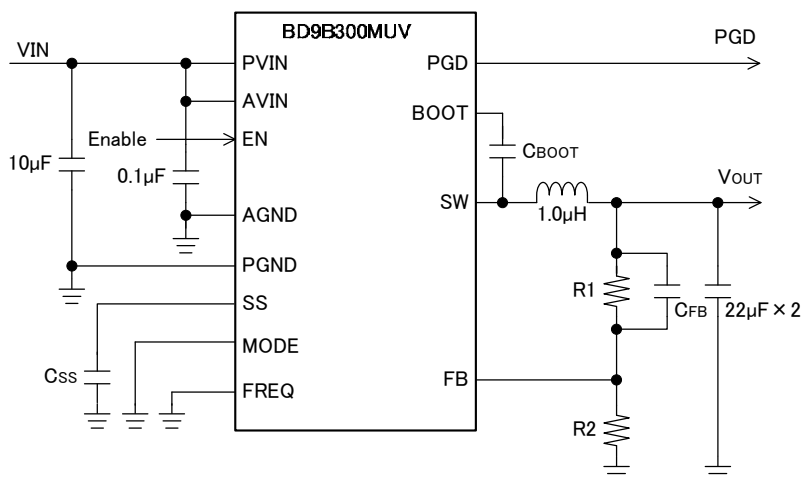 BD9B300MUV
VIN
PVIN
PGD
PGD
AVIN
BOOT
Enable
EN
CBOOT
10μF
0.1μF
VOUT
SW
1.0μH
AGND
PGND
R1
CFB
22μF×2
SS
MODE
CSS
FREQ
FB
R2